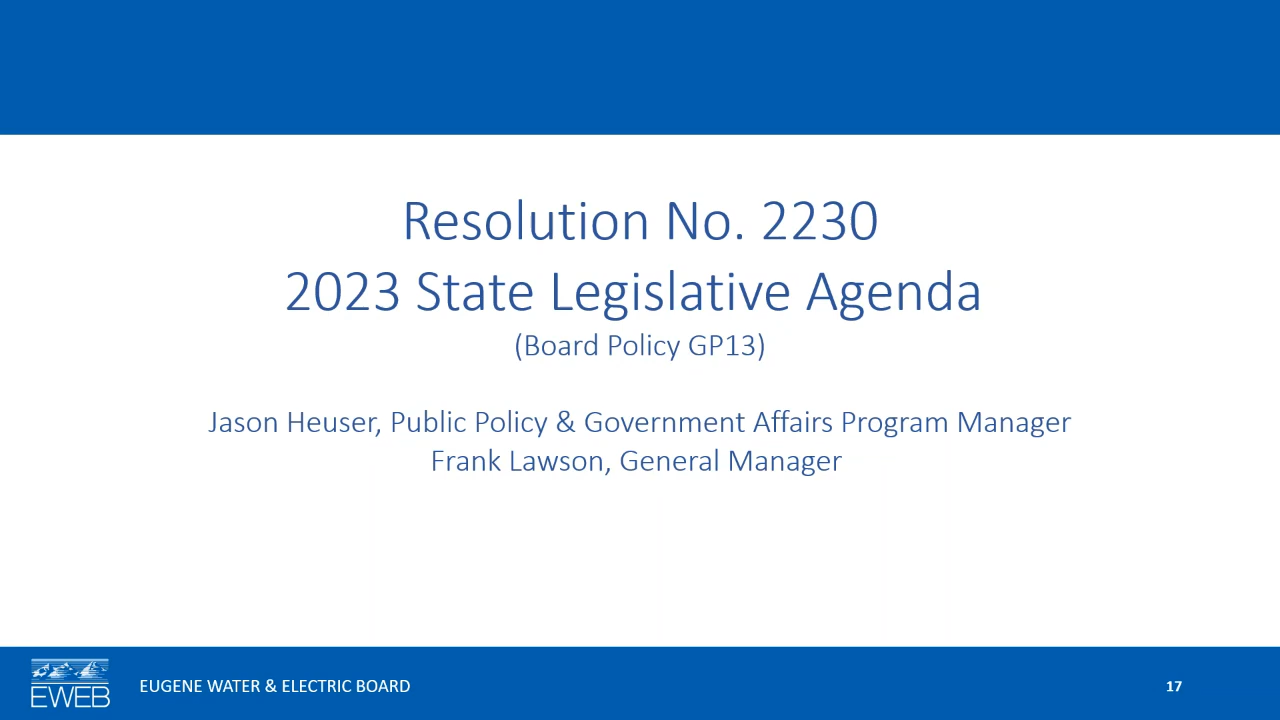 Resolution No. 2230
2023 State Legislative Agenda
(Board Policy GP13)
Jason Heuser, Public Policy & Government Affairs Program Manager
Frank Lawson, General Manager
EWEB
EUGENE WATER & ELECTRIC BOARD
17